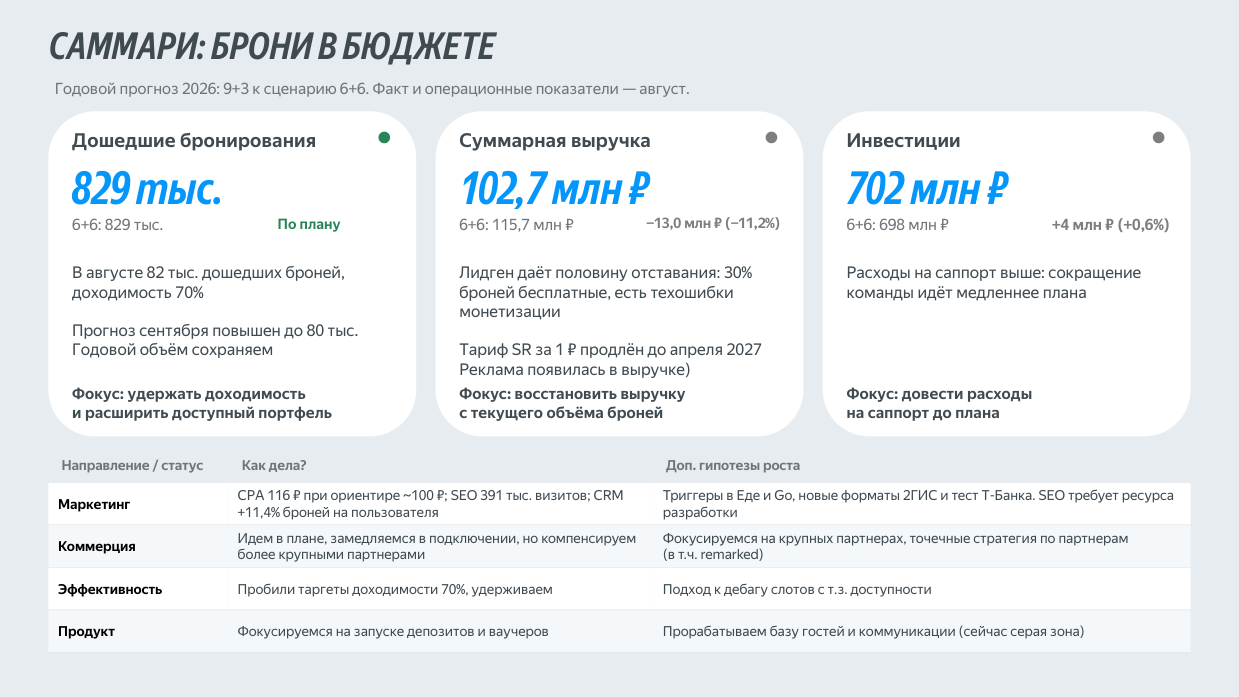 САММАРИ: БРОНИ В БЮДЖЕТЕ
Годовой прогноз 2026: 9+3 к сценарию 6+6. Факт и операционные показатели — август.
Дошедшие бронирования
829 тыс.
6+6: 829 тыс.
По плану
В августе 82 тыс. дошедших броней,
доходимость 70%
Прогноз сентября повышен до 80 тыс.
Годовой объём сохраняем
Фокус: удержать доходимость
и расширить доступный портфель
Суммарная выручка
102,7 млн ₽
6+6: 115,7 млн ₽
−13,0 млн ₽ (−11,2%)
Лидген даёт половину отставания: 30%
броней бесплатные, есть техошибки
монетизации
Тариф SR за 1 ₽ продлён до апреля 2027
Реклама появилась в выручке)
Фокус: восстановить выручку
с текущего объёма броней
Инвестиции
702 млн ₽
6+6: 698 млн ₽
+4 млн ₽ (+0,6%)
Расходы на саппорт выше: сокращение
команды идёт медленнее плана
Фокус: довести расходы
на саппорт до плана
Направление / статус
Как дела?
Доп. гипотезы роста
Маркетинг
CPA 116 ₽ при ориентире ~100 ₽; SEO 391 тыс. визитов; CRM
+11,4% броней на пользователя
Триггеры в Еде и Go, новые форматы 2ГИС и тест Т-Банка. SEO требует ресурса
разработки
Коммерция
Идем в плане, замедляемся в подключении, но компенсируем
более крупными партнерами
Фокусируемся на крупных партнерах, точечные стратегия по партнерам
(в т.ч. remarked)
Эффективность
Пробили таргеты доходимости 70%, удерживаем
Подход к дебагу слотов с т.з. доступности
Продукт
Фокусируемся на запуске депозитов и ваучеров
Прорабатываем базу гостей и коммуникации (сейчас серая зона)